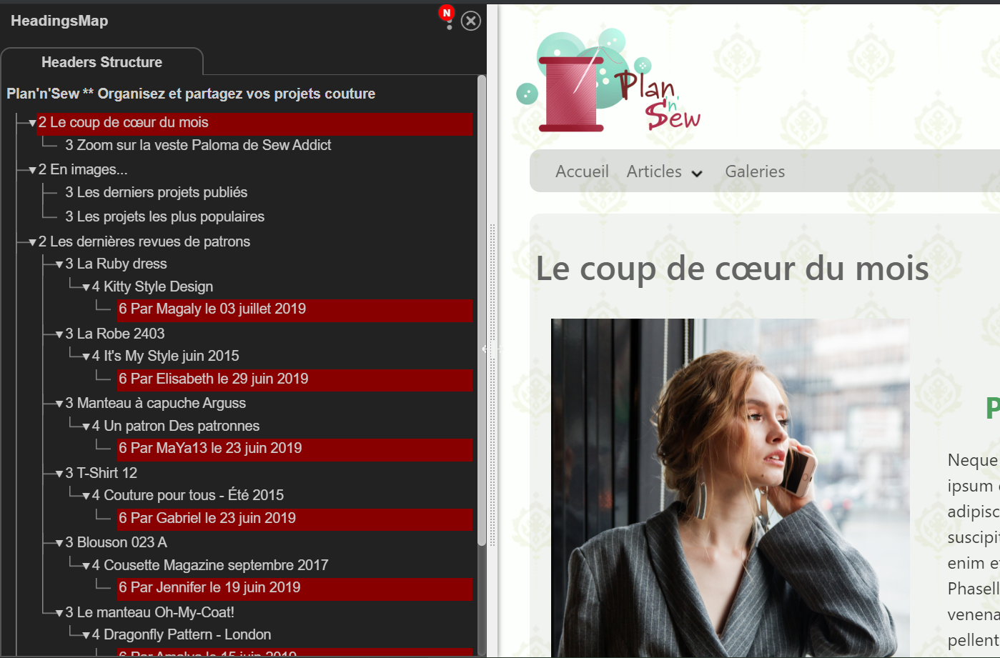 HeadingsMap
N
Headers Structure
Plan'n'Sew ** Organisez et partagez vos projets couture
2 Le coup de cœur du mois
3 Zoom sur la veste Paloma de Sew Addict
2 En images...
3 Les derniers projets publiés
3 Les projets les plus populaires
2 Les dernières revues de patrons
3 La Ruby dress
4 Kitty Style Design
6 Par Magaly le 03 juillet 2019
3 La Robe 2403
4 It's My Style juin 2015
6 Par Elisabeth le 29 juin 2019
3 Manteau à capuche Arguss
4 Un patron Des patronnes
6 Par MaYa13 le 23 juin 2019
3 T-Shirt 12
4 Couture pour tous - Été 2015
6 Par Gabriel le 23 juin 2019
3 Blouson 023 A
4 Cousette Magazine septembre 2017
6 Par Jennifer le 19 juin 2019
3 Le manteau Oh-My-Coat!
4 Dragonfly Pattern - London
6 Par Amalya le 15 juin 2019
Plan
'n'
Sew
Accueil Articles Galeries
Le coup de cœur du mois
P
Neque
ipsum
adipisc
suscipit
enim e
Phasell
venena
pellent